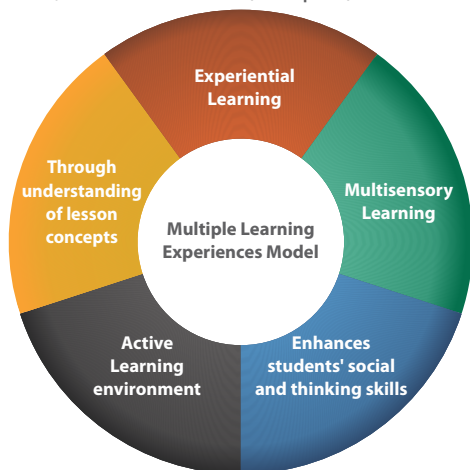 Experiential
Learning
Multisensory
Learning
Enhances
students' social
and thinking skills
Active
Learning
environment
Through
understanding
of lesson
concepts
Multiple Learning
Experiences Model